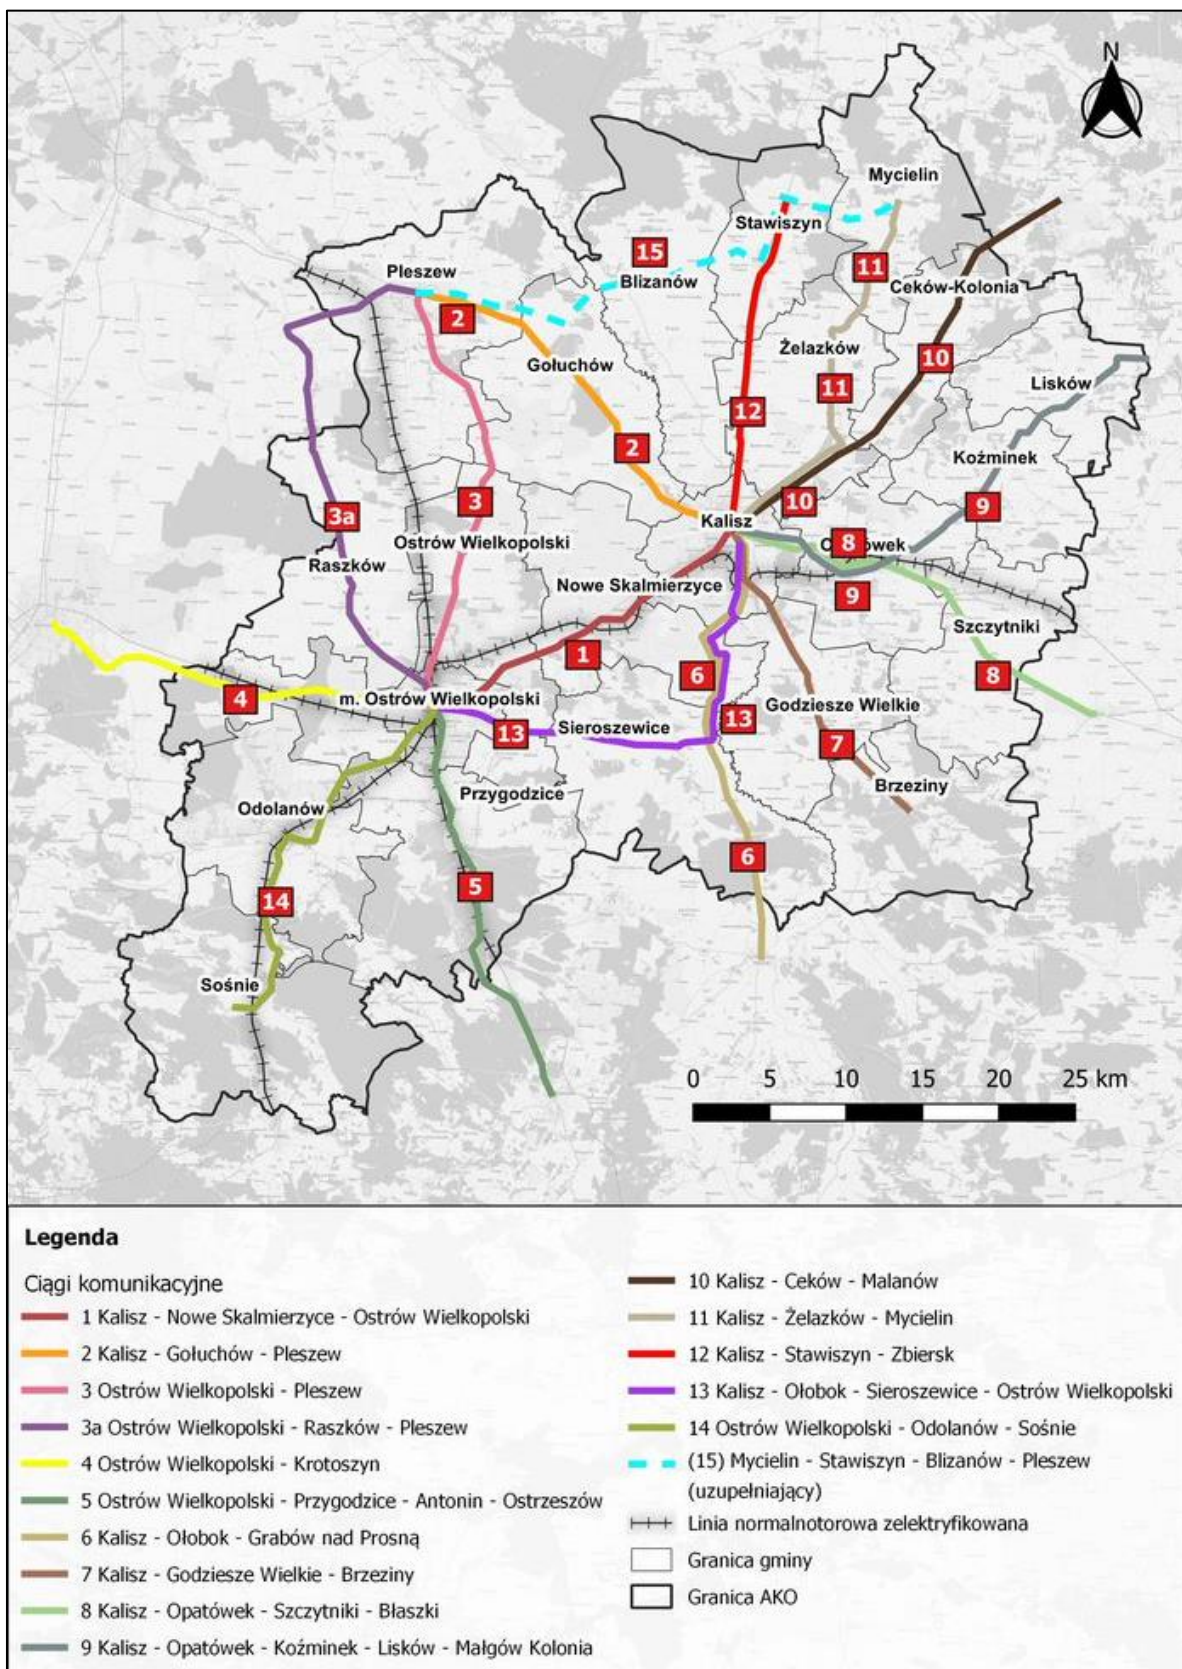 N
Mycielin
Stawiszyn
15
Blizanów
11
Pleszew
Ceków-Kolonia
2
Żelazków
10
Gołuchów
11
Lisków
12
2
Koźminek
3
10
9
3a
Kalisz
Ostrów Wielkopolski
8
Raszków
Nowe Skalmierzyce
9
Szczytniki
1
6
8
4
m. Ostrów Wielkopolski
Godziesze Wielkie
13
Sieroszewice
13
7
Przygodzice
Brzeziny
Odolanów
6
5
14
Sośnie
0 5 10 15 20 25 km
Legenda
Ciągi komunikacyjne
1 Kalisz - Nowe Skalmierzyce - Ostrów Wielkopolski
2 Kalisz - Gołuchów - Pleszew
3 Ostrów Wielkopolski - Pleszew
3a Ostrów Wielkopolski - Raszków - Pleszew
4 Ostrów Wielkopolski - Krotoszyn
5 Ostrów Wielkopolski - Przygodzice - Antonin - Ostrzeszów
6 Kalisz - Ołobok - Grabów nad Prosną
7 Kalisz - Godziesze Wielkie - Brzeziny
8 Kalisz - Opatówek - Szczytniki - Błaszki
9 Kalisz - Opatówek - Koźminek - Lisków - Małgów Kolonia
10 Kalisz - Ceków - Malanów
11 Kalisz - Żelazków - Mycielin
12 Kalisz - Stawiszyn - Zbiersk
13 Kalisz - Ołobok - Sieroszewice - Ostrów Wielkopolski
14 Ostrów Wielkopolski - Odolanów - Sośnie
(15) Mycielin - Stawiszyn - Blizanów - Pleszew
(uzupełniający)
Linia normalnotorowa zelektryfikowana
Granica gminy
Granica AKO